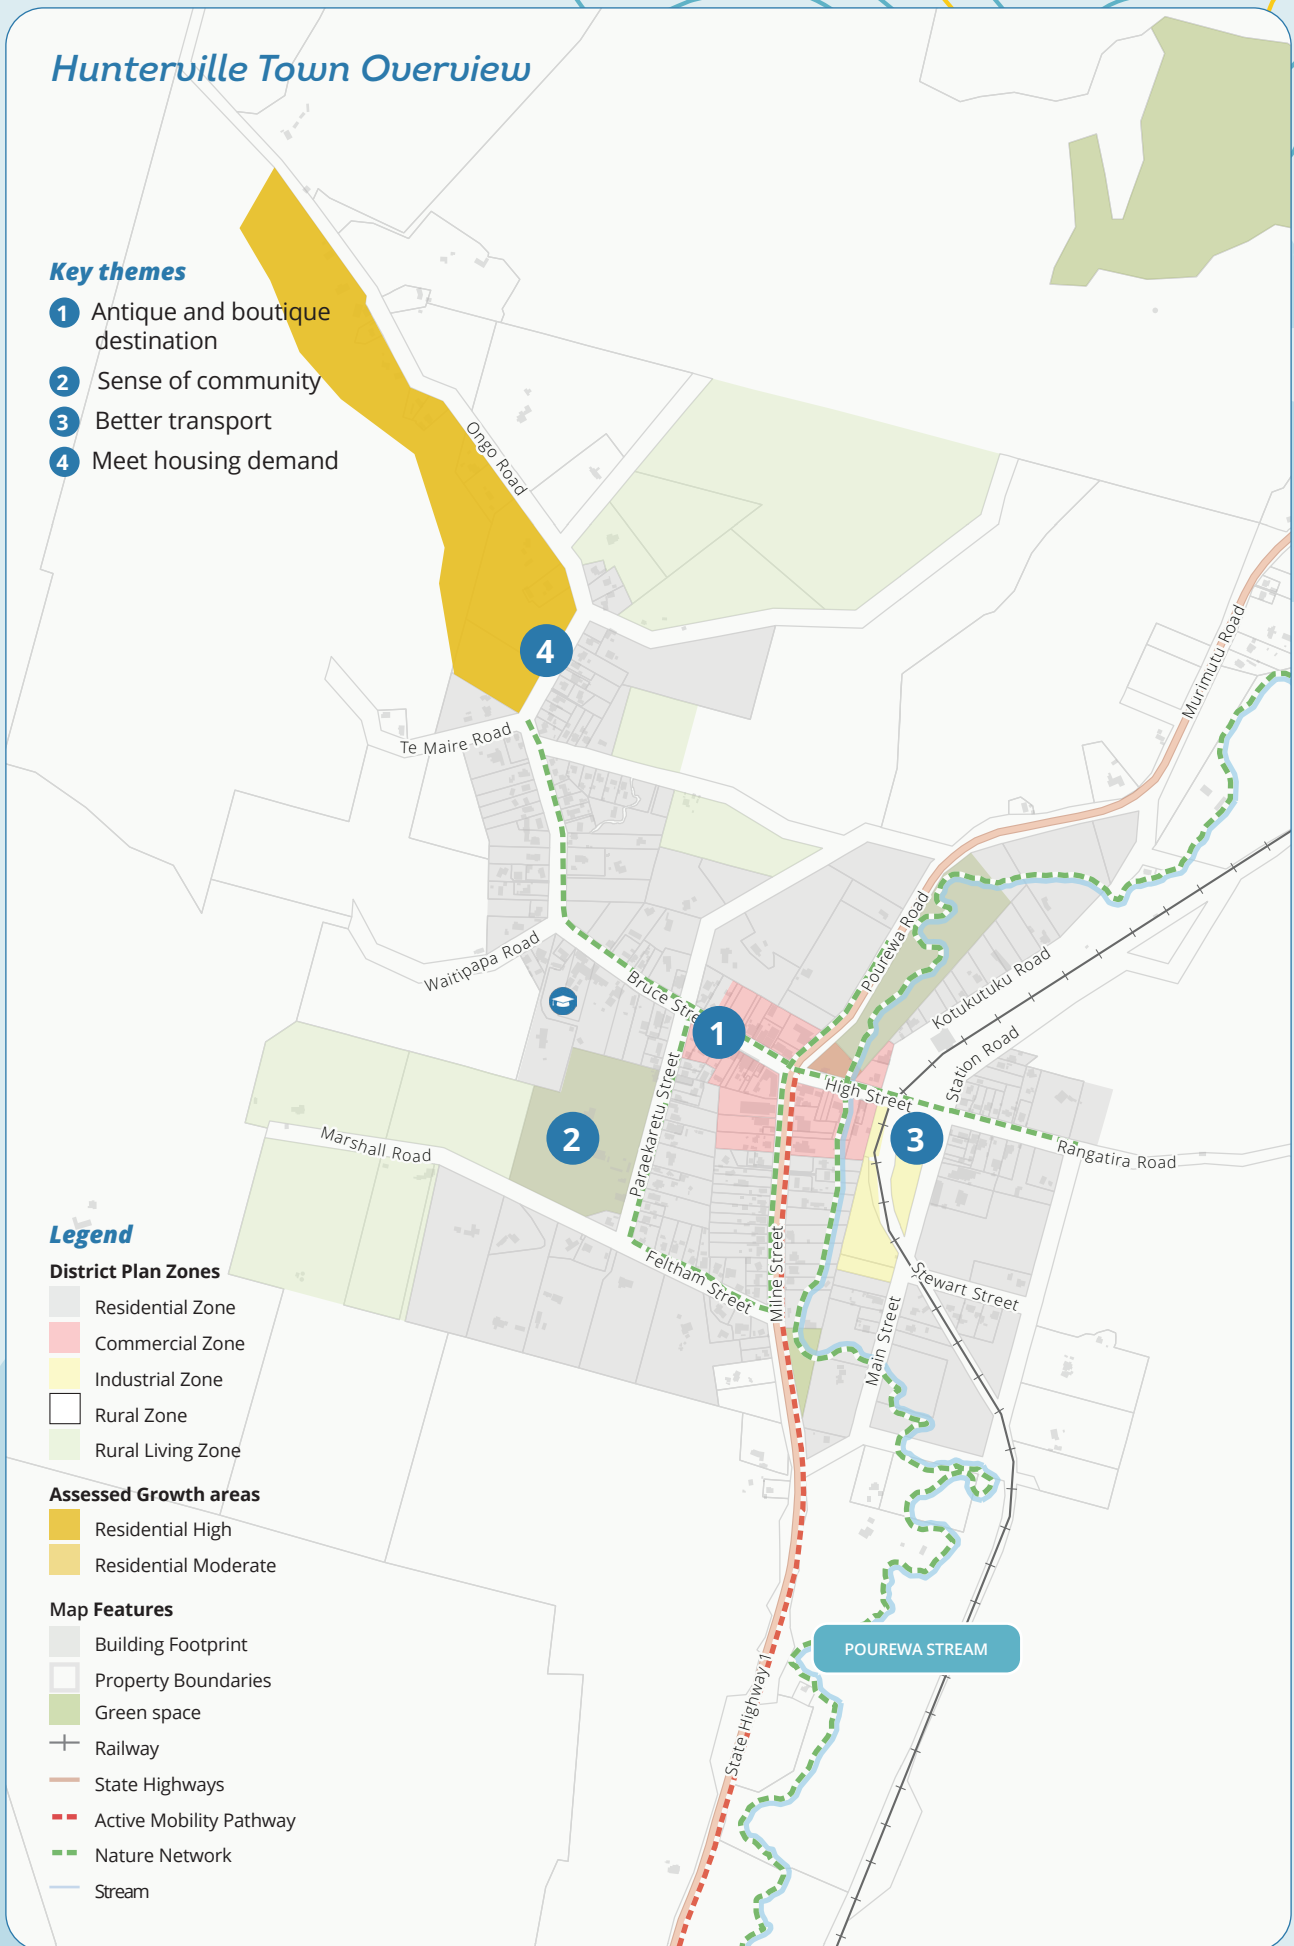 Hunterville Town Overview
Key themes
1 Antique and boutique
destination
2 Sense of community
3 Better transport
4 Meet housing demand
Ongo Road
Murimutu Road
4
Te Maire Road
Waitipapa Road
Bruce Stre
Pourewa Road
Kotukutuku Road
Station Road
1
High Street
Paraekaretu Street
2
3
Marshall Road
Rangatira Road
Feltham Street
Milne Street
Stewart Street
Main Street
Legend
District Plan Zones
Residential Zone
Commercial Zone
Industrial Zone
Rural Zone
Rural Living Zone
Assessed Growth areas
Residential High
Residential Moderate
Map Features
Building Footprint
Property Boundaries
Green space
Railway
State Highways
Active Mobility Pathway
Nature Network
Stream
POUREWA STREAM
State Highway 1